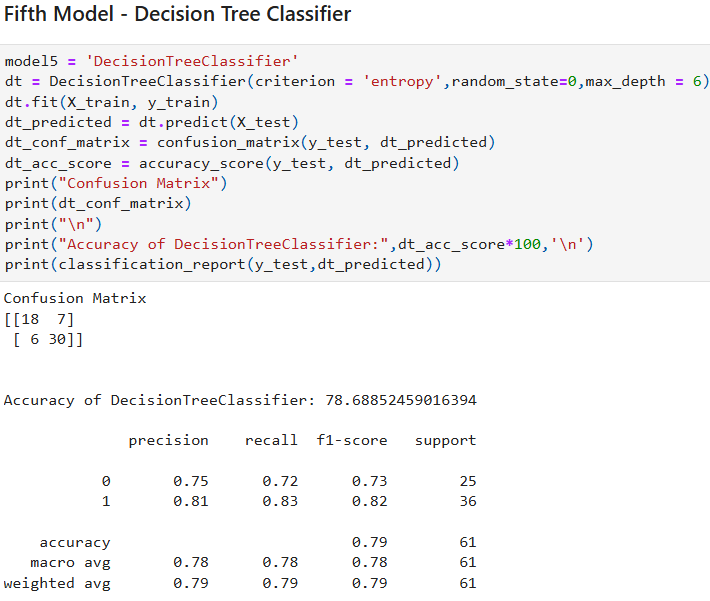 Fifth Model - Decision Tree Classifier
model5 = 'DecisionTreeClassifier'
dt = DecisionTreeClassifier(criterion = 'entropy',random_state=0,max_depth = 6)
dt.fit(X_train, y_train)
dt_predicted = dt.predict(X_test)
dt_conf_matrix = confusion_matrix(y_test, dt_predicted)
dt_acc_score = accuracy_score(y_test, dt_predicted)
print("Confusion Matrix")
print(dt_conf_matrix)
print("\n")
print("Accuracy of DecisionTreeClassifier:",dt_acc_score*100,'\n')
print(classification_report(y_test,dt_predicted))
Confusion Matrix
[[18  7]
 [ 6 30]]
Accuracy of DecisionTreeClassifier: 78.68852459016394
              precision    recall  f1-score   support
           0       0.75      0.72      0.73        25
           1       0.81      0.83      0.82        36
    accuracy                           0.79        61
   macro avg       0.78      0.78      0.78        61
weighted avg       0.79      0.79      0.79        61